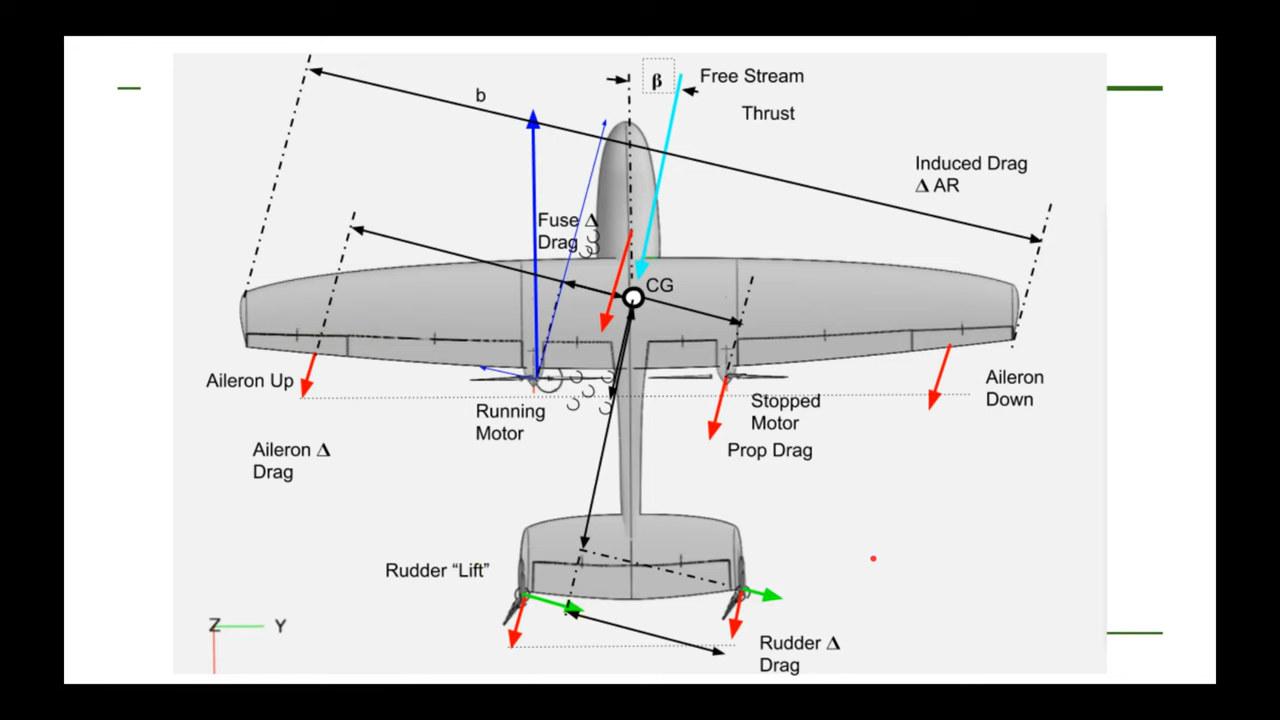 β
Free Stream
Thrust
b
Induced Drag
Δ AR
Fuse Δ
Drag
CG
Aileron Up
Running
Motor
Stopped
Motor
Aileron
Down
Aileron Δ
Drag
Prop Drag
Rudder “Lift”
Z
Y
Rudder Δ
Drag